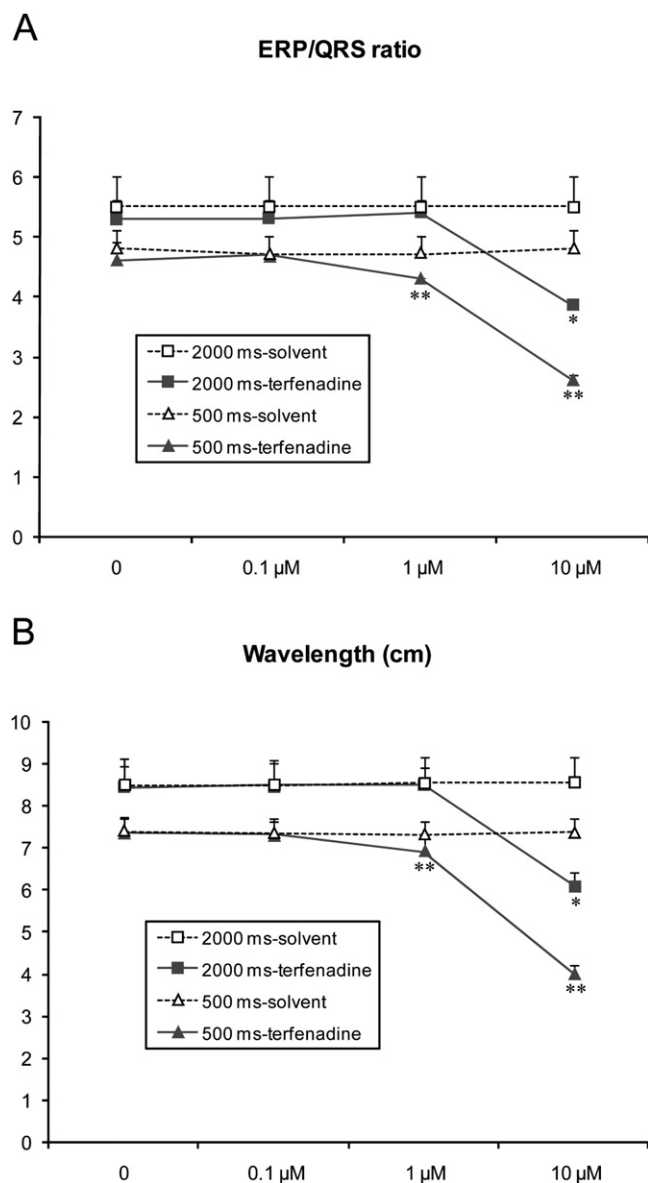 A
ERP/QRS ratio
7
6
5
4
3
2
1
0
**
*
**
2000 ms-solvent
2000 ms-terfenadine
500 ms-solvent
500 ms-terfenadine
0 0.1 µM 1 µM 10 µM
B
Wavelength (cm)
10
9
8
7
6
5
4
3
2
1
0
**
*
**
2000 ms-solvent
2000 ms-terfenadine
500 ms-solvent
500 ms-terfenadine
0 0.1 µM 1 µM 10 µM